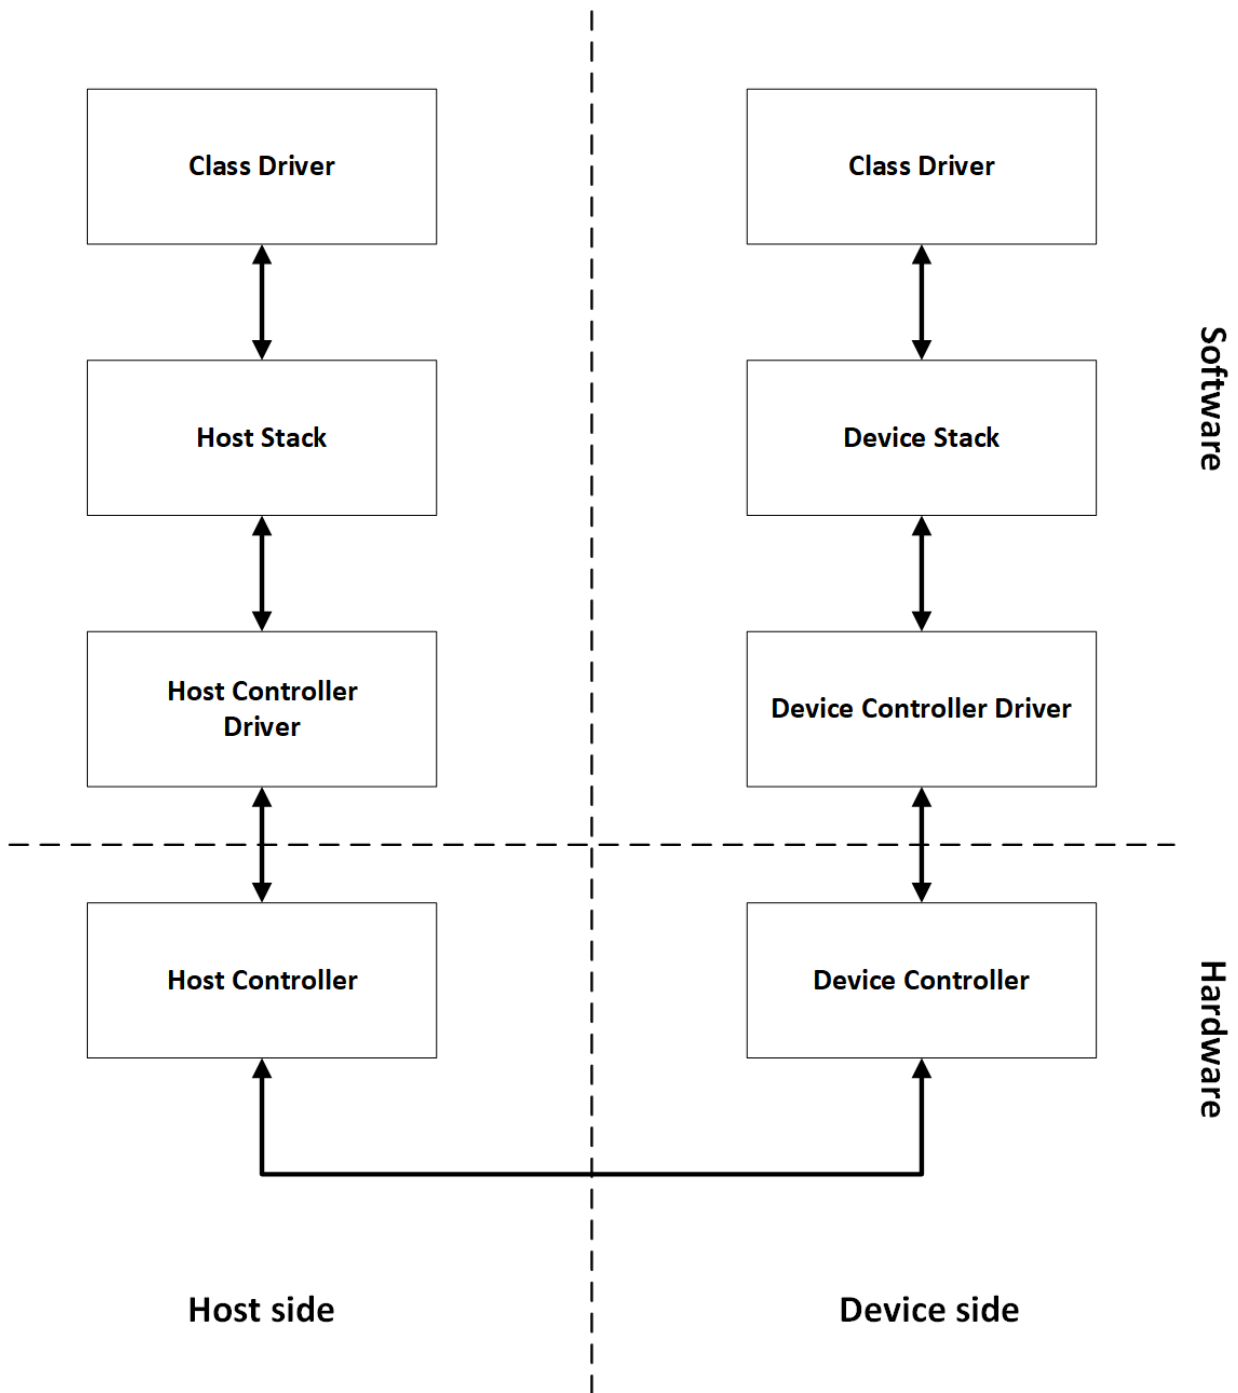 Class Driver
Class Driver
Host Stack
Device Stack
Software
Host Controller
Driver
Device Controller Driver
Host Controller
Device Controller
Hardware
Host side
Device side